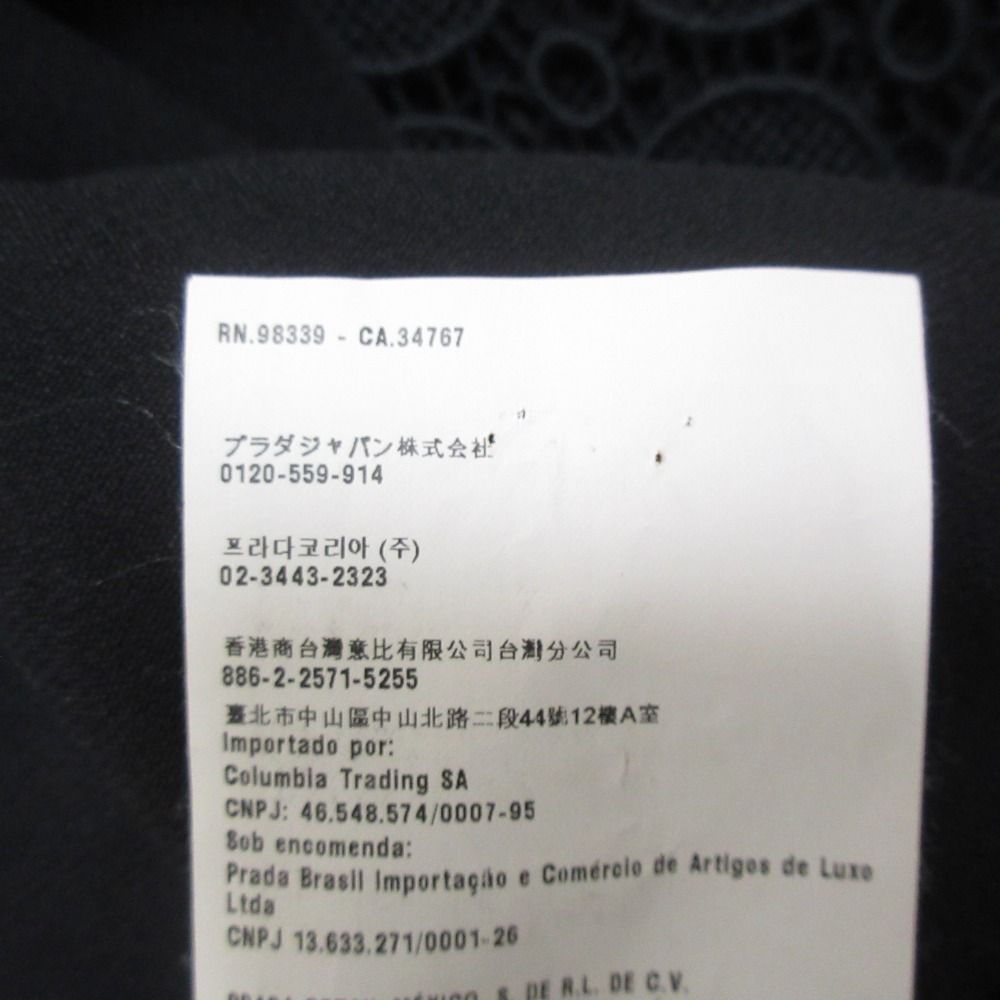 RN.98339 - CA.34767
プラダジャパン株式会社
0120-559-914
프라다코리아 (주)
02-3443-2323
香港商台灣意比有限公司台灣分公司
886-2-2571-5255
臺北市中山區中山北路二段44號12樓A室
Importado por:
Columbia Trading SA
CNPJ: 46.548.574/0007-95
Sob encomenda:
Prada Brasil Importação e Comércio de Artigos de Luxo
Ltda
CNPJ 13.633.271/0001-26
MÉXICO, S. DE R.L. DE C.V.